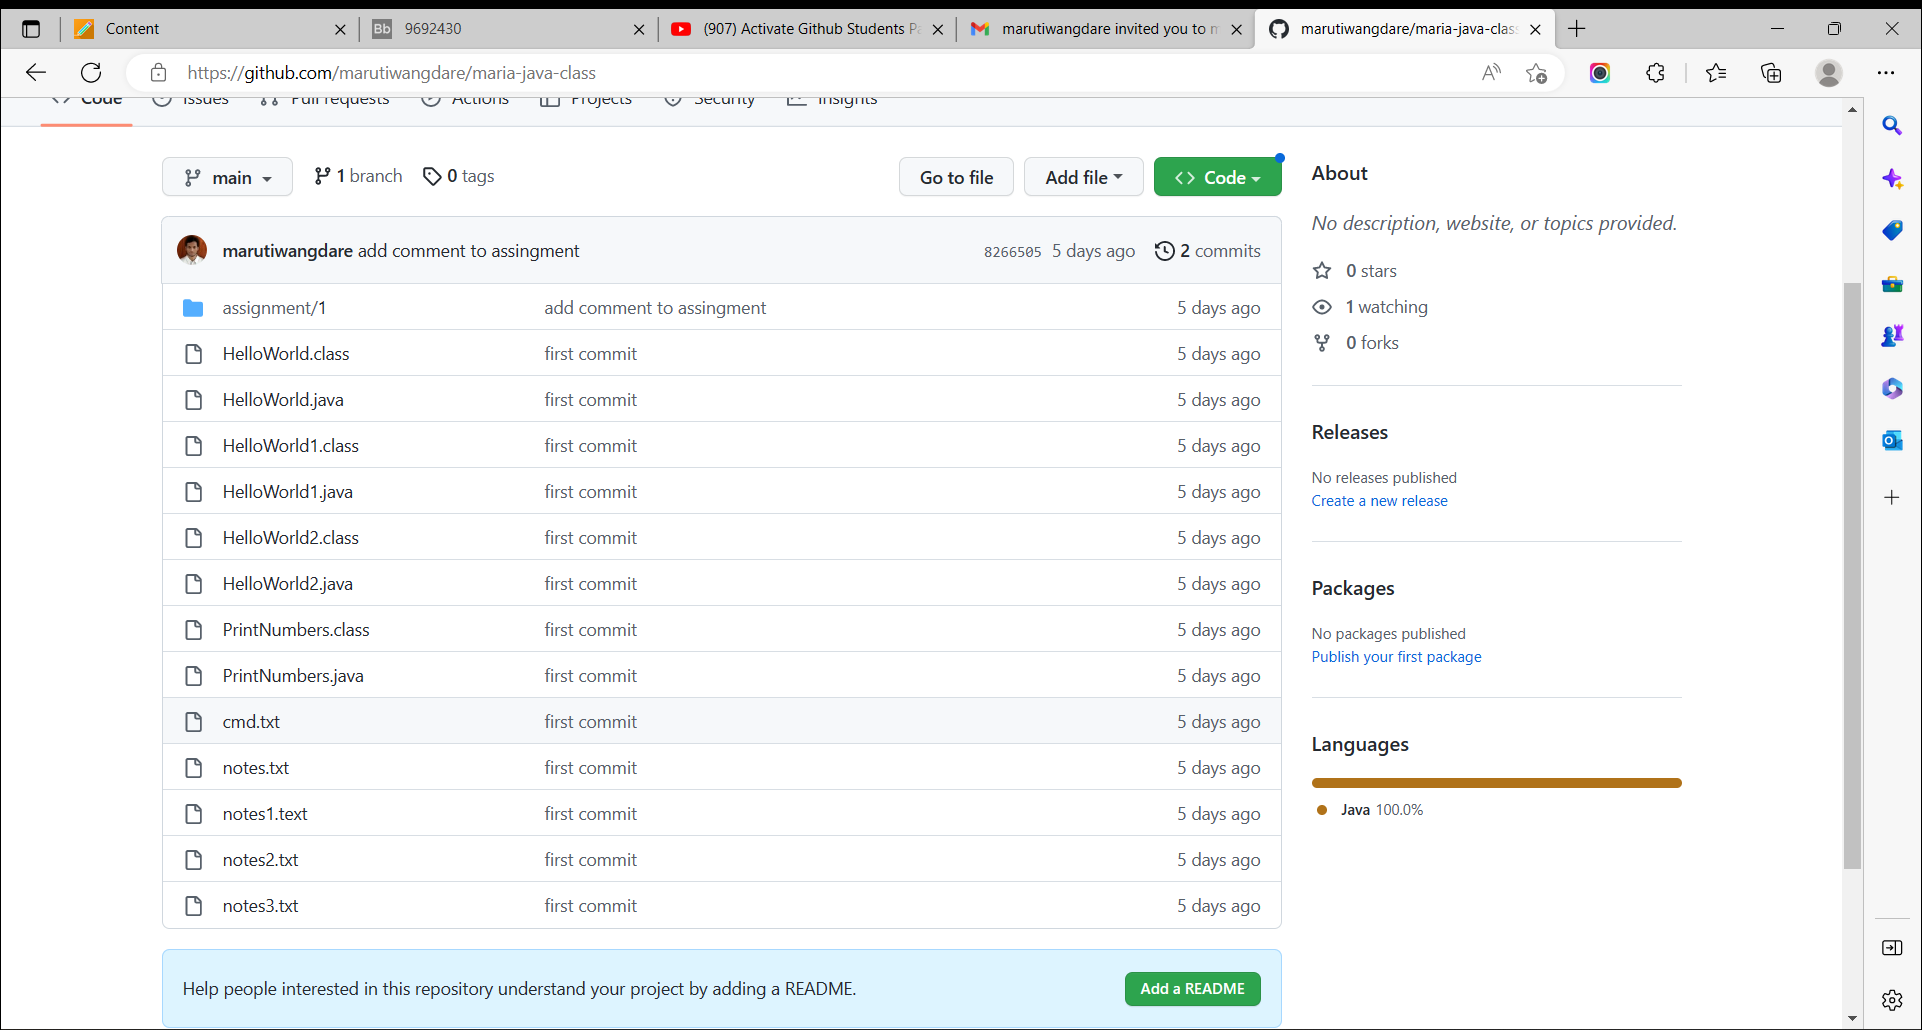 Content
Bb 9692430
(907) Activate Github Students Pa
marutiwangdare invited you to m
marutiwangdare/maria-java-class
https://github.com/marutiwangdare/maria-java-class
Code Issues Pull requests Actions Projects Security Insights
main 1 branch 0 tags Go to file Add file Code
marutiwangdare add comment to assingment 8266505 5 days ago 2 commits
assignment/1 add comment to assingment 5 days ago
HelloWorld.class first commit 5 days ago
HelloWorld.java first commit 5 days ago
HelloWorld1.class first commit 5 days ago
HelloWorld1.java first commit 5 days ago
HelloWorld2.class first commit 5 days ago
HelloWorld2.java first commit 5 days ago
PrintNumbers.class first commit 5 days ago
PrintNumbers.java first commit 5 days ago
cmd.txt first commit 5 days ago
notes.txt first commit 5 days ago
notes1.text first commit 5 days ago
notes2.txt first commit 5 days ago
notes3.txt first commit 5 days ago
Help people interested in this repository understand your project by adding a README. Add a README
About
No description, website, or topics provided.
0 stars
1 watching
0 forks
Releases
No releases published
Create a new release
Packages
No packages published
Publish your first package
Languages
Java 100.0%